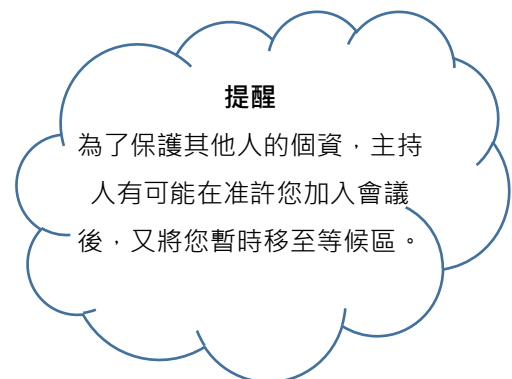 提醒
為了保護其他人的個資，主持
人有可能在准許您加入會議
後，又將您暫時移至等候區。